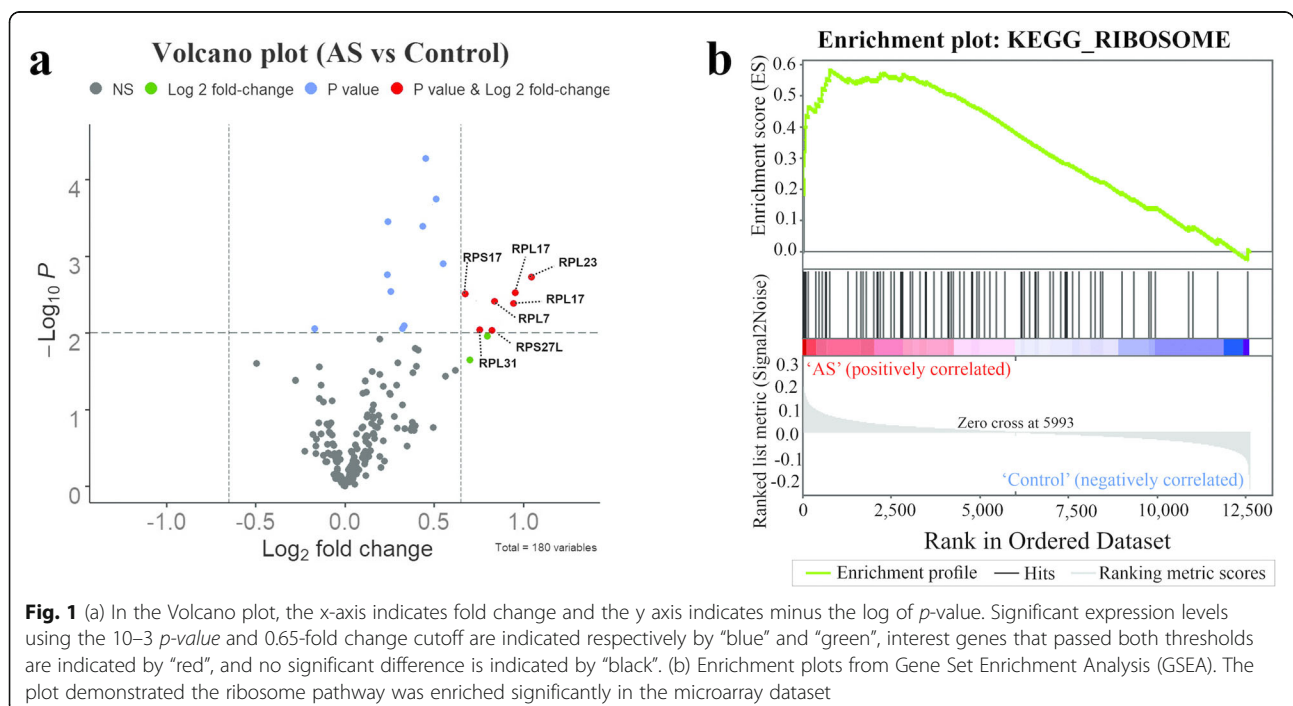 a
Volcano plot (AS vs Control)
NS Log 2 fold-change P value P value & Log 2 fold-change
4
3
2
1
0
−Log10 P
RPS17
RPL17
RPL23
RPL17
RPL7
RPS27L
RPL31
-1.0 -0.5 0.0 0.5 1.0
Log2 fold change
Total = 180 variables
b
Enrichment plot: KEGG_RIBOSOME
0.6
0.5
0.4
0.3
0.2
0.1
0.0
Enrichment score (ES)
'AS' (positively correlated)
0.3
0.2
0.1
0.0
-0.1
-0.2
Ranked list metric (Signal2Noise)
Zero cross at 5993
'Control' (negatively correlated)
0 2,500 5,000 7,500 10,000 12,500
Rank in Ordered Dataset
Enrichment profile Hits Ranking metric scores
Fig. 1 (a) In the Volcano plot, the x-axis indicates fold change and the y axis indicates minus the log of p-value. Significant expression levels
using the 10–3 p-value and 0.65-fold change cutoff are indicated respectively by “blue” and “green”, interest genes that passed both thresholds
are indicated by “red”, and no significant difference is indicated by “black”. (b) Enrichment plots from Gene Set Enrichment Analysis (GSEA). The
plot demonstrated the ribosome pathway was enriched significantly in the microarray dataset